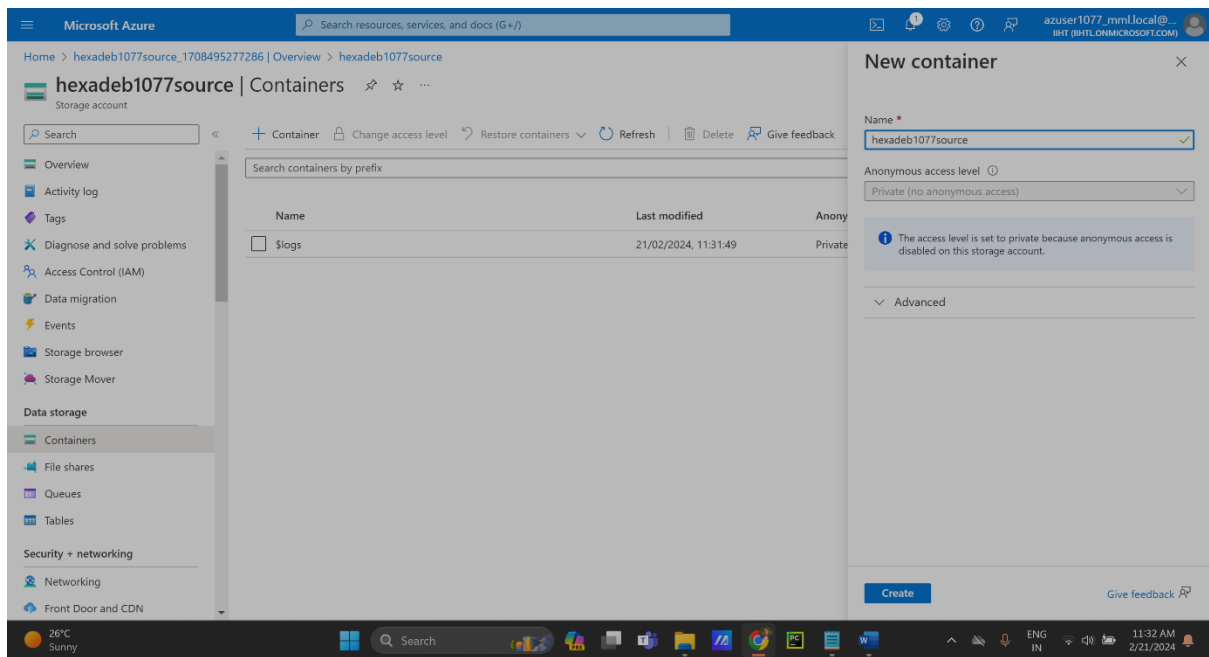 Microsoft Azure
Search resources, services, and docs (G+/)
1
azuser1077_mml.local@...
IIHT (IIHTL.ONMICROSOFT.COM)
Home > hexadeb1077source_1708495277286 | Overview > hexadeb1077source
hexadeb1077source | Containers
Storage account
Search
Overview
Activity log
Tags
Diagnose and solve problems
Access Control (IAM)
Data migration
Events
Storage browser
Storage Mover
Data storage
Containers
File shares
Queues
Tables
Security + networking
Networking
Front Door and CDN
Container Change access level Restore containers Refresh Delete Give feedback
Search containers by prefix
Name Last modified Anony
$logs 21/02/2024, 11:31:49 Private
New container
Name *
hexadeb1077source
Anonymous access level
Private (no anonymous access)
The access level is set to private because anonymous access is
disabled on this storage account.
Advanced
Create
Give feedback
26°C
Sunny
Search
ENG
IN
11:32 AM
2/21/2024